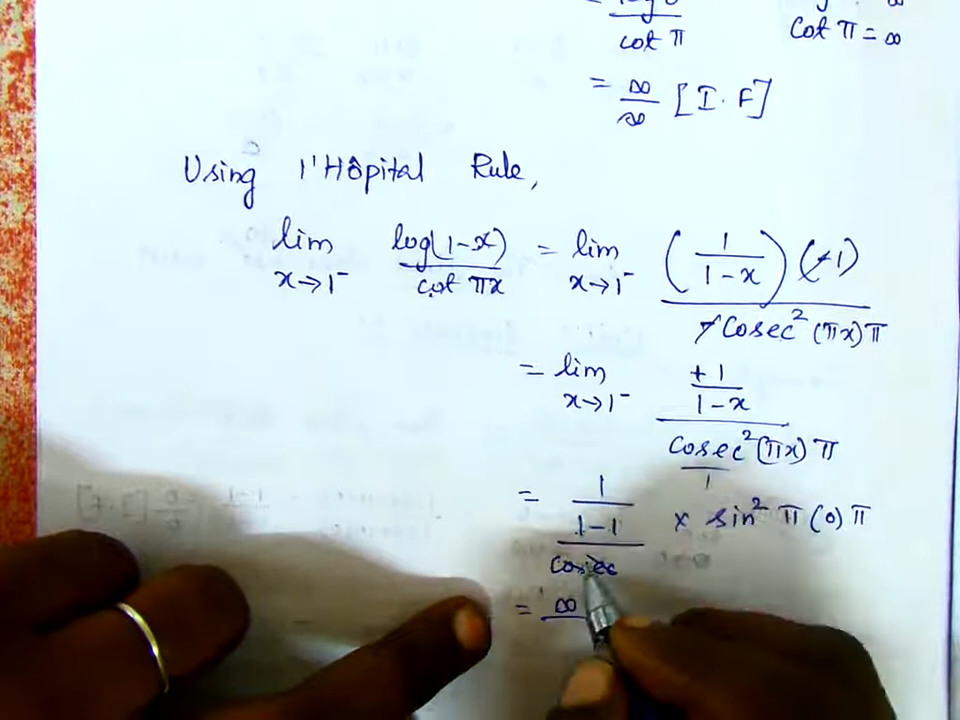 cot π
cot π = ∞
= ∞/∞ [I.F]
Using l'Hôpital Rule,
lim x→1⁻ log(1-x)/cot πx = lim x→1⁻ (1/(1-x))(-1)/-cosec²(πx)π
= lim x→1⁻ (+1/(1-x))/cosec²(πx)π
= (1/(1-1))/cosec × sin² π(0)π
= ∞